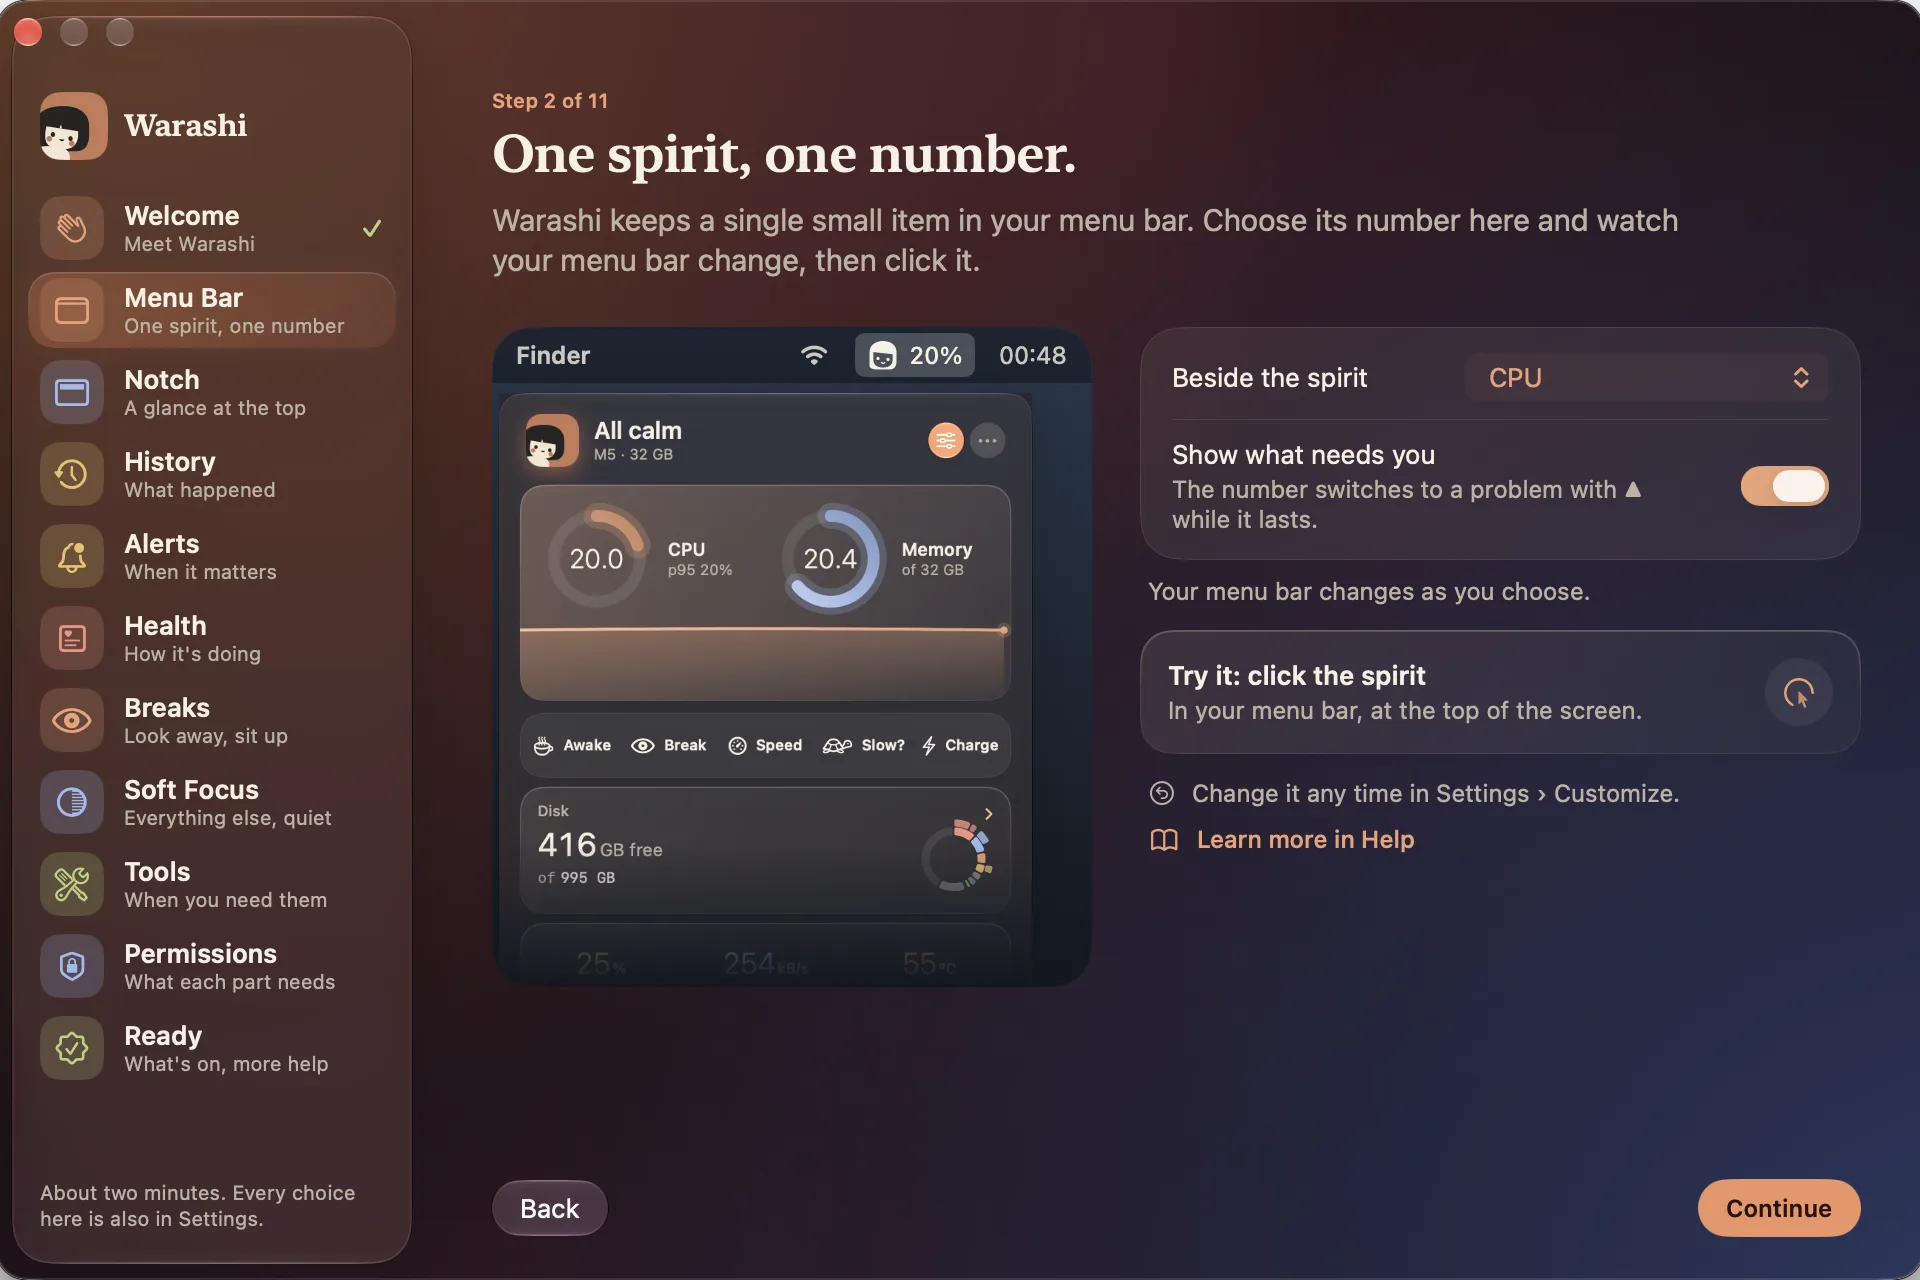 Warashi
Welcome
Meet Warashi
Menu Bar
One spirit, one number
Notch
A glance at the top
History
What happened
Alerts
When it matters
Health
How it's doing
Breaks
Look away, sit up
Soft Focus
Everything else, quiet
Tools
When you need them
Permissions
What each part needs
Ready
What's on, more help
About two minutes. Every choice
here is also in Settings.
Step 2 of 11
One spirit, one number.
Warashi keeps a single small item in your menu bar. Choose its number here and watch
your menu bar change, then click it.
Finder 20% 00:48
All calm
M5 · 32 GB
20.0
CPU
p95 20%
20.4
Memory
of 32 GB
Awake Break Speed Slow? Charge
Disk
416 GB free
of 995 GB
25% 254 kB/s 55°C
Beside the spirit CPU
Show what needs you
The number switches to a problem with ▲
while it lasts.
Your menu bar changes as you choose.
Try it: click the spirit
In your menu bar, at the top of the screen.
Change it any time in Settings › Customize.
Learn more in Help
Back
Continue